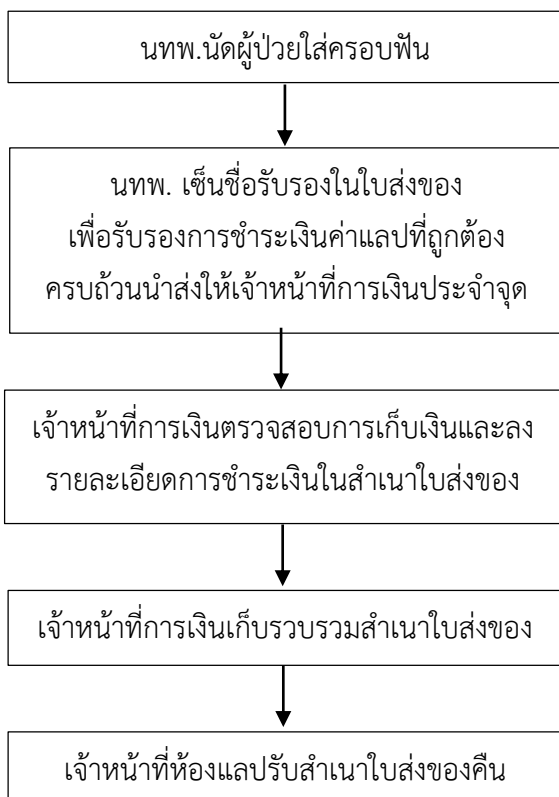 นทพ.นัดผู้ป่วยใส่ครอบฟัน
นทพ. เซ็นชื่อรับรองในใบส่งของ
เพื่อรับรองการชำระเงินค่าแลปที่ถูกต้อง
ครบถ้วนนำส่งให้เจ้าหน้าที่การเงินประจำจุด
เจ้าหน้าที่การเงินตรวจสอบการเก็บเงินและลง
รายละเอียดการชำระเงินในสำเนาใบส่งของ
เจ้าหน้าที่การเงินเก็บรวบรวมสำเนาใบส่งของ
เจ้าหน้าที่ห้องแลปรับสำเนาใบส่งของคืน